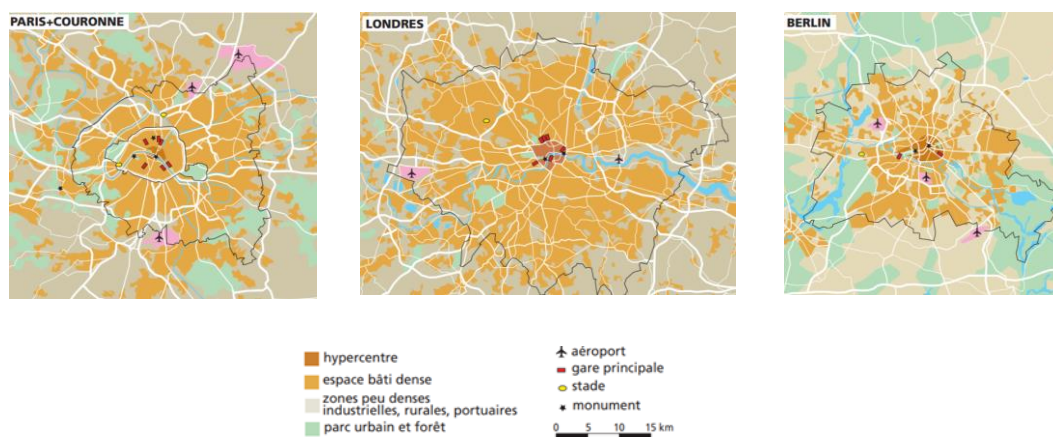 PARIS+COURONNE
LONDRES
BERLIN
hypercentre
espace bâti dense
zones peu denses
industrielles, rurales, portuaires
parc urbain et forêt
aéroport
gare principale
stade
monument
0 5 10 15 km